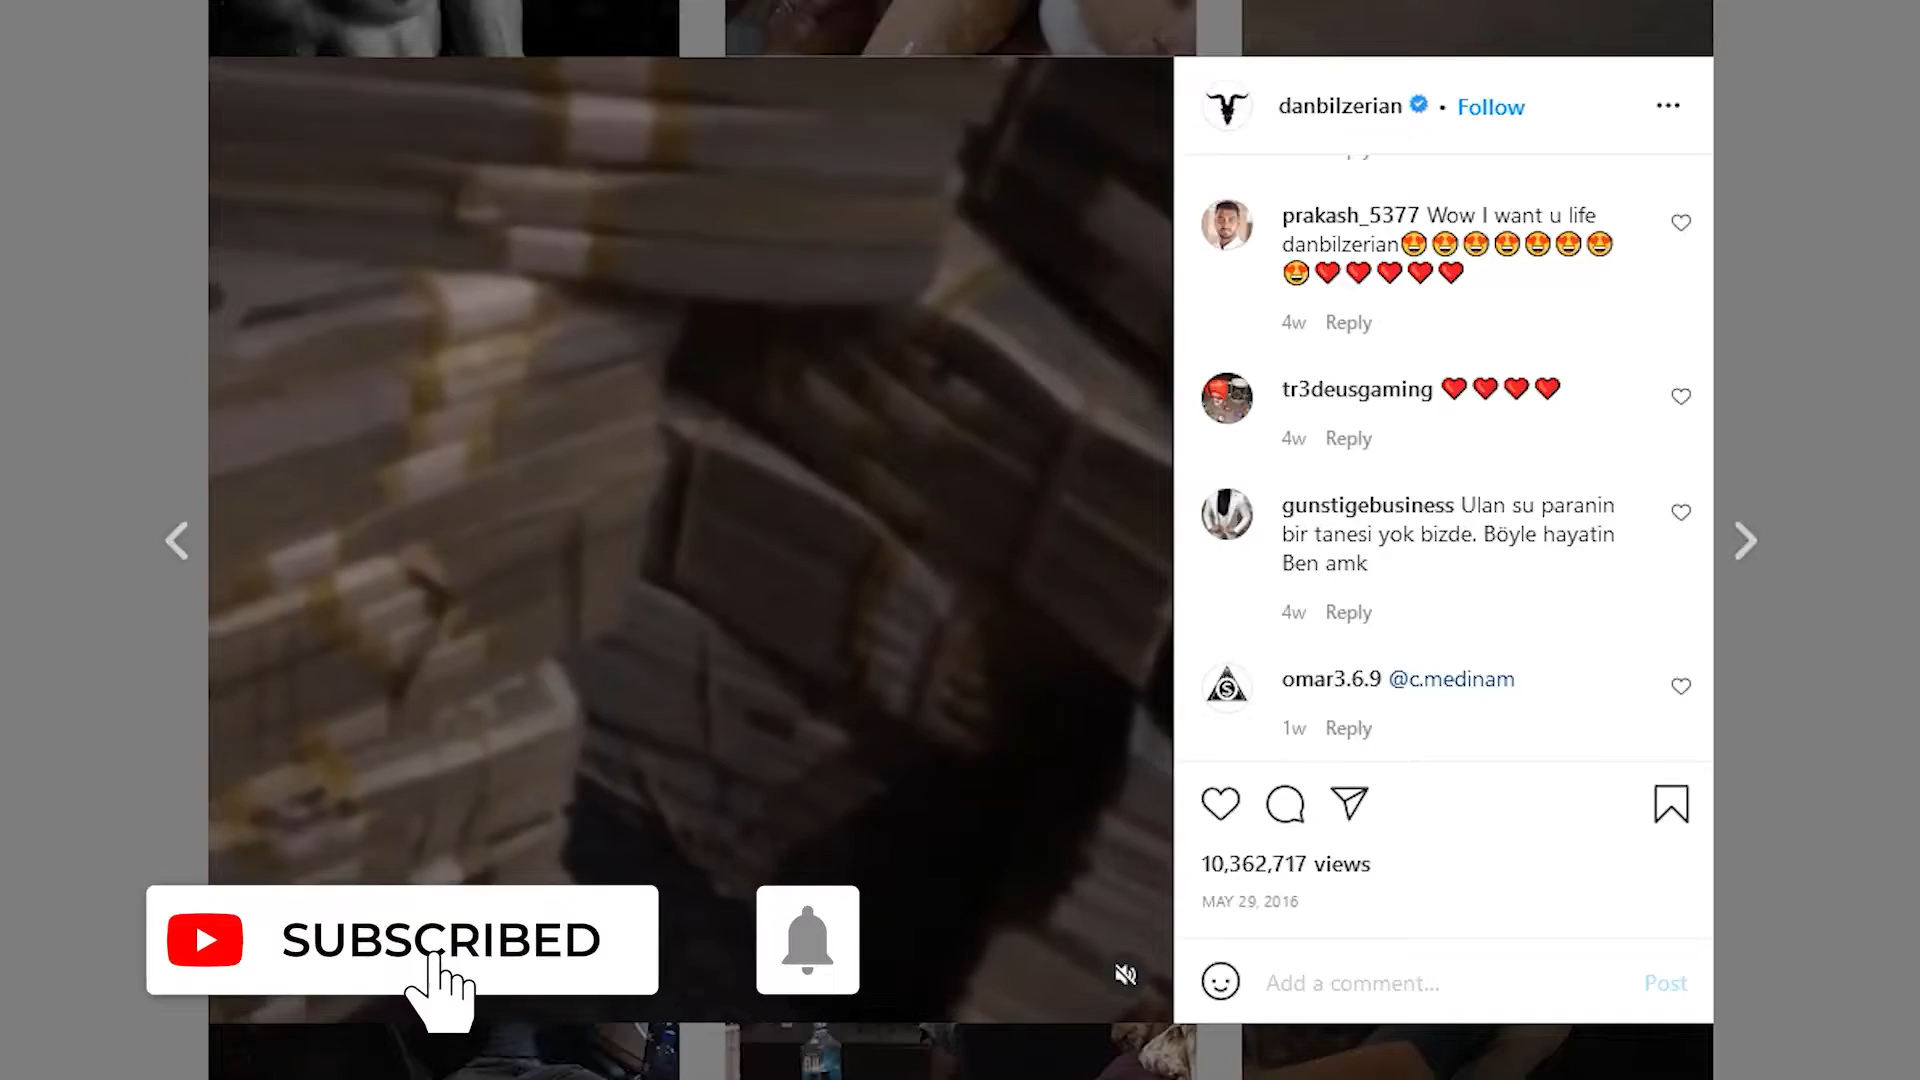 danbilzerian • Follow
prakash_5377 Wow I want u life
danbilzerian😍😍😍😍😍😍😍
😍❤️❤️❤️❤️❤️
4w Reply
tr3deusgaming ❤️❤️❤️❤️
4w Reply
gunstigebusiness Ulan su paranin
bir tanesi yok bizde. Böyle hayatin
Ben amk
4w Reply
omar3.6.9 @c.medinam
1w Reply
10,362,717 views
MAY 29, 2016
Add a comment... Post
SUBSCRIBED